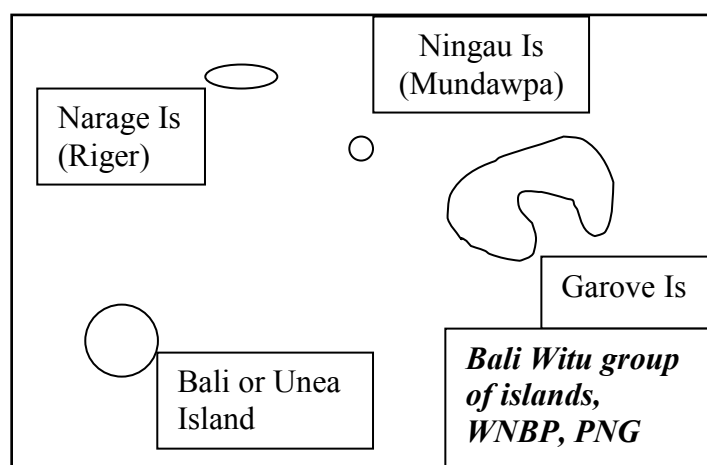 Ningau Is
(Mundawpa)
Narage Is
(Riger)
Garove Is
Bali or Unea
Island
Bali Witu group
of islands,
WNBP, PNG